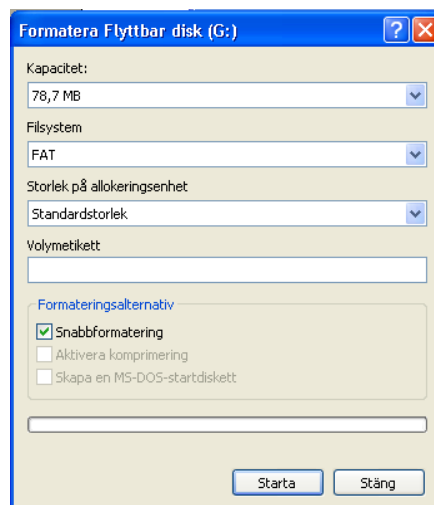 Formatera Flyttbar disk (G:)
Kapacitet:
78,7 MB
Filsystem
FAT
Storlek på allokeringsenhet
Standardstorlek
Volymetikett
Formateringsalternativ
Snabbformatering
Aktivera komprimering
Skapa en MS-DOS-startdiskett
Starta
Stäng